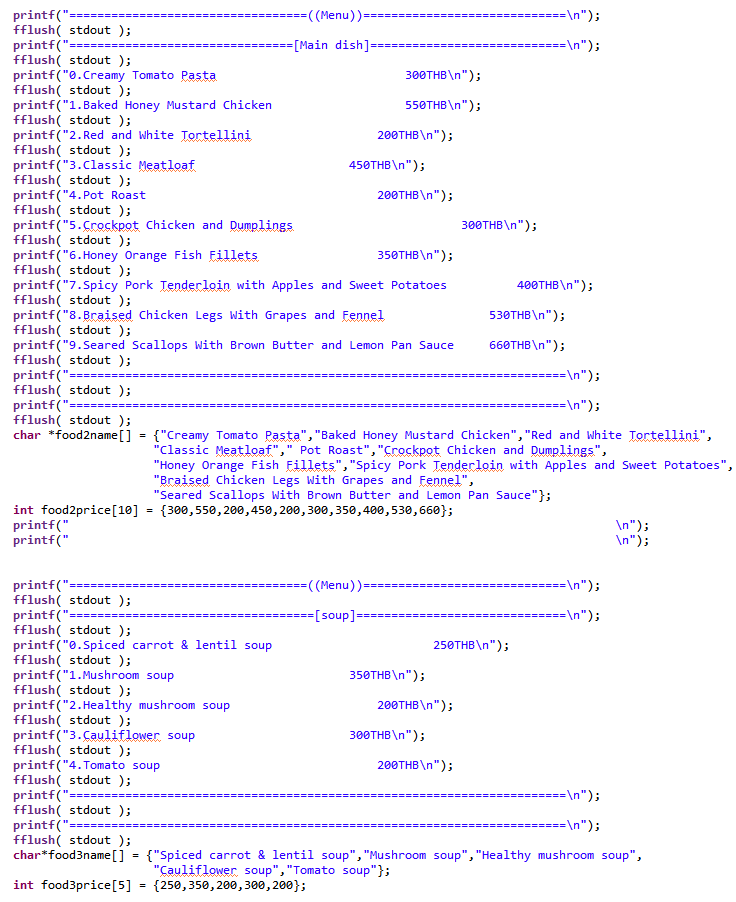 printf("==================================((Menu))=============================\n");
fflush( stdout );
printf("================================[Main dish]============================\n");
fflush( stdout );
printf("0.Creamy Tomato Pasta                           300THB\n");
fflush( stdout );
printf("1.Baked Honey Mustard Chicken                   550THB\n");
fflush( stdout );
printf("2.Red and White Tortellini                  200THB\n");
fflush( stdout );
printf("3.Classic Meatloaf                      450THB\n");
fflush( stdout );
printf("4.Pot Roast                                 200THB\n");
fflush( stdout );
printf("5.Crockpot Chicken and Dumplings                        300THB\n");
fflush( stdout );
printf("6.Honey Orange Fish Fillets                 350THB\n");
fflush( stdout );
printf("7.Spicy Pork Tenderloin with Apples and Sweet Potatoes          400THB\n");
fflush( stdout );
printf("8.Braised Chicken Legs With Grapes and Fennel               530THB\n");
fflush( stdout );
printf("9.Seared Scallops With Brown Butter and Lemon Pan Sauce     660THB\n");
fflush( stdout );
printf("=======================================================================\n");
fflush( stdout );
printf("=======================================================================\n");
fflush( stdout );
char *food2name[] = {"Creamy Tomato Pasta","Baked Honey Mustard Chicken","Red and White Tortellini",
"Classic Meatloaf"," Pot Roast","Crockpot Chicken and Dumplings",
"Honey Orange Fish Fillets","Spicy Pork Tenderloin with Apples and Sweet Potatoes",
"Braised Chicken Legs With Grapes and Fennel",
"Seared Scallops With Brown Butter and Lemon Pan Sauce"};
int food2price[10] = {300,550,200,450,200,300,350,400,530,660};
printf("                                                                              \n");
printf("                                                                              \n");
printf("==================================((Menu))=============================\n");
fflush( stdout );
printf("===================================[soup]==============================\n");
fflush( stdout );
printf("0.Spiced carrot & lentil soup                       250THB\n");
fflush( stdout );
printf("1.Mushroom soup                         350THB\n");
fflush( stdout );
printf("2.Healthy mushroom soup                     200THB\n");
fflush( stdout );
printf("3.Cauliflower soup                      300THB\n");
fflush( stdout );
printf("4.Tomato soup                               200THB\n");
fflush( stdout );
printf("=======================================================================\n");
fflush( stdout );
printf("=======================================================================\n");
fflush( stdout );
char*food3name[] = {"Spiced carrot & lentil soup","Mushroom soup","Healthy mushroom soup",
"Cauliflower soup","Tomato soup"};
int food3price[5] = {250,350,200,300,200};